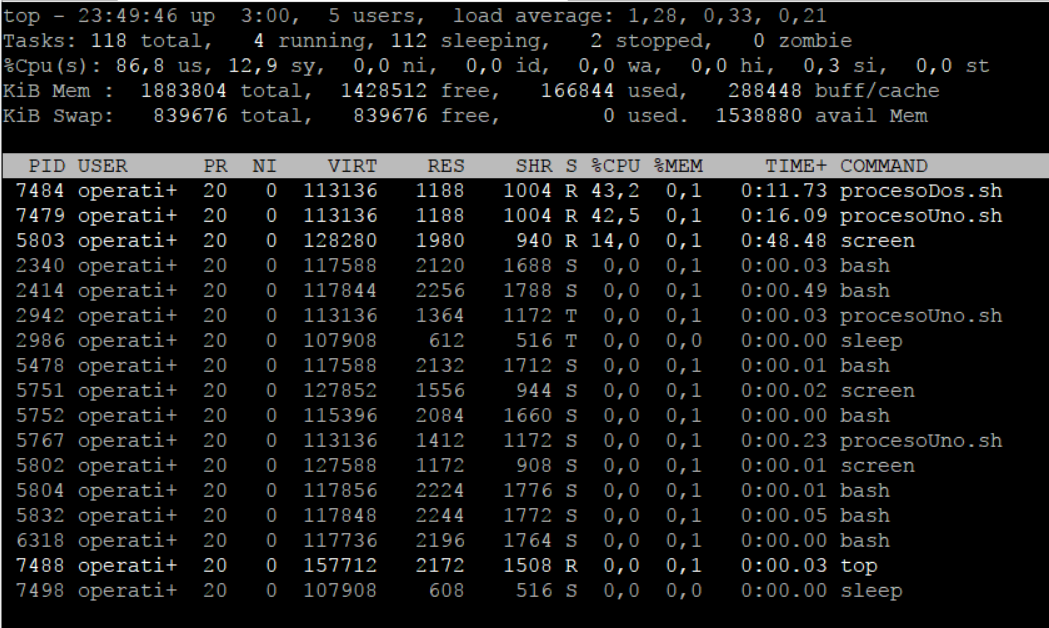 top - 23:49:46 up  3:00,  5 users,  load average: 1,28, 0,33, 0,21
Tasks: 118 total,   4 running, 112 sleeping,   2 stopped,   0 zombie
%Cpu(s): 86,8 us, 12,9 sy,  0,0 ni,  0,0 id,  0,0 wa,  0,0 hi,  0,3 si,  0,0 st
KiB Mem :  1883804 total,  1428512 free,   166844 used,   288448 buff/cache
KiB Swap:   839676 total,   839676 free,        0 used.  1538880 avail Mem
PID USER      PR  NI    VIRT    RES    SHR S %CPU %MEM     TIME+ COMMAND
7484 operati+  20   0  113136   1188   1004 R 43,2  0,1   0:11.73 procesoDos.sh
7479 operati+  20   0  113136   1188   1004 R 42,5  0,1   0:16.09 procesoUno.sh
5803 operati+  20   0  128280   1980    940 R 14,0  0,1   0:48.48 screen
2340 operati+  20   0  117588   2120   1688 S  0,0  0,1   0:00.03 bash
2414 operati+  20   0  117844   2256   1788 S  0,0  0,1   0:00.49 bash
2942 operati+  20   0  113136   1364   1172 T  0,0  0,1   0:00.03 procesoUno.sh
2986 operati+  20   0  107908    612    516 T  0,0  0,0   0:00.00 sleep
5478 operati+  20   0  117588   2132   1712 S  0,0  0,1   0:00.01 bash
5751 operati+  20   0  127852   1556    944 S  0,0  0,1   0:00.02 screen
5752 operati+  20   0  115396   2084   1660 S  0,0  0,1   0:00.00 bash
5767 operati+  20   0  113136   1412   1172 S  0,0  0,1   0:00.23 procesoUno.sh
5802 operati+  20   0  127588   1172    908 S  0,0  0,1   0:00.01 screen
5804 operati+  20   0  117856   2224   1776 S  0,0  0,1   0:00.01 bash
5832 operati+  20   0  117848   2244   1772 S  0,0  0,1   0:00.05 bash
6318 operati+  20   0  117736   2196   1764 S  0,0  0,1   0:00.00 bash
7488 operati+  20   0  157712   2172   1508 R  0,0  0,1   0:00.03 top
7498 operati+  20   0  107908    608    516 S  0,0  0,0   0:00.00 sleep